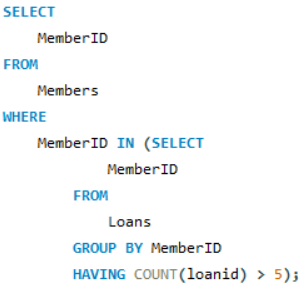 SELECT
MemberID
FROM
Members
WHERE
MemberID IN (SELECT
MemberID
FROM
Loans
GROUP BY MemberID
HAVING COUNT(loanid) > 5);